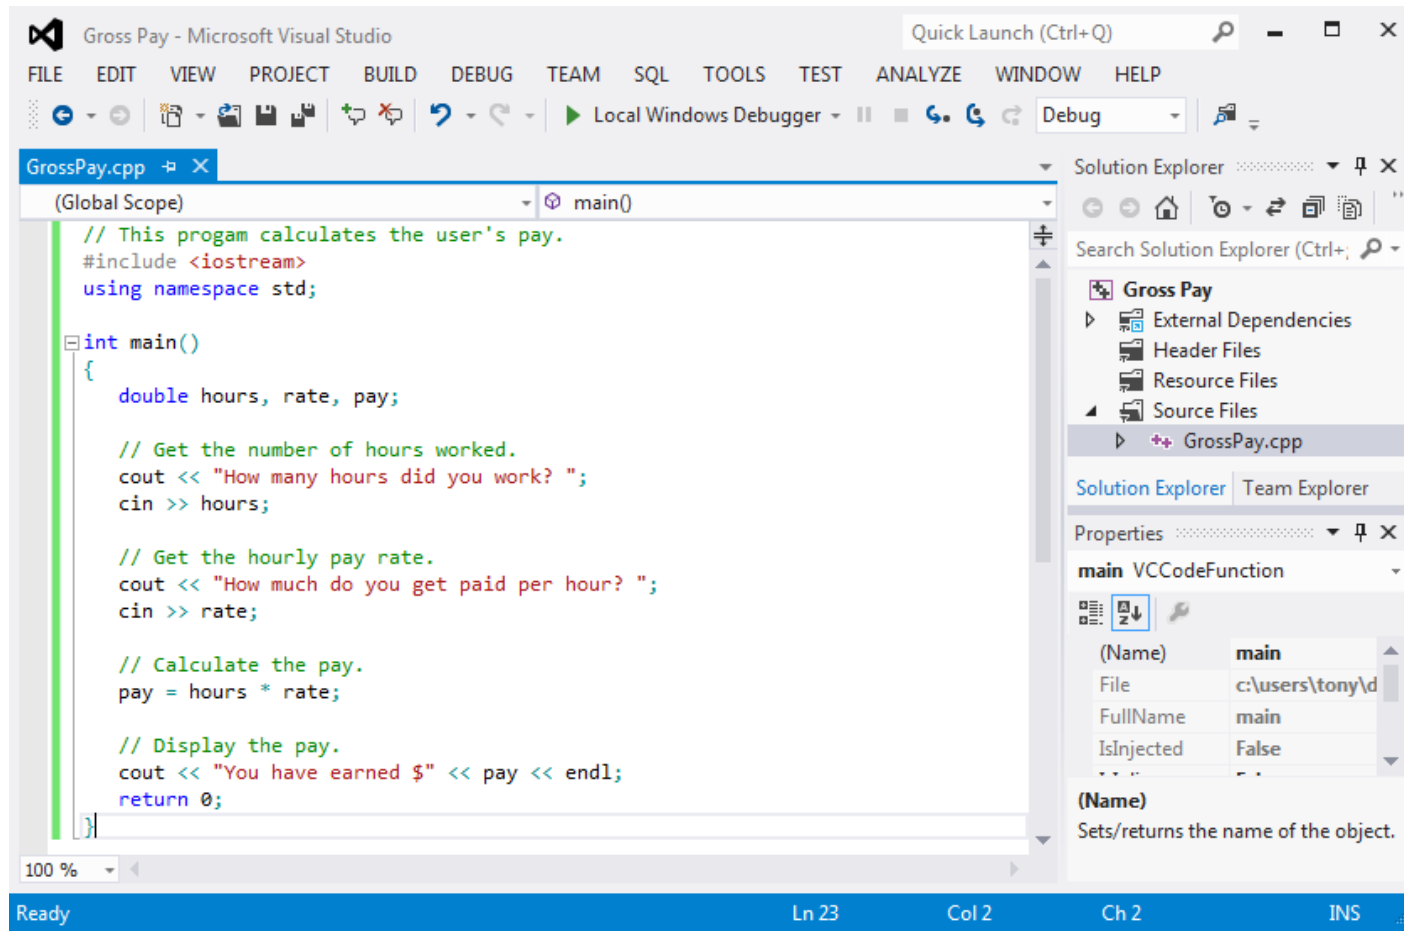 Gross Pay - Microsoft Visual Studio
Quick Launch (Ctrl+Q)
FILE EDIT VIEW PROJECT BUILD DEBUG TEAM SQL TOOLS TEST ANALYZE WINDOW HELP
Local Windows Debugger
Debug
GrossPay.cpp
(Global Scope)
main()
// This progam calculates the user's pay.
#include <iostream>
using namespace std;
int main()
{
double hours, rate, pay;
// Get the number of hours worked.
cout << "How many hours did you work? ";
cin >> hours;
// Get the hourly pay rate.
cout << "How much do you get paid per hour? ";
cin >> rate;
// Calculate the pay.
pay = hours * rate;
// Display the pay.
cout << "You have earned $" << pay << endl;
return 0;
}
100 %
Solution Explorer
Search Solution Explorer (Ctrl+;
Gross Pay
External Dependencies
Header Files
Resource Files
Source Files
GrossPay.cpp
Solution Explorer Team Explorer
Properties
main VCCodeFunction
(Name) main
File c:\users\tony\d
FullName main
IsInjected False
(Name)
Sets/returns the name of the object.
Ready Ln 23 Col 2 Ch 2 INS